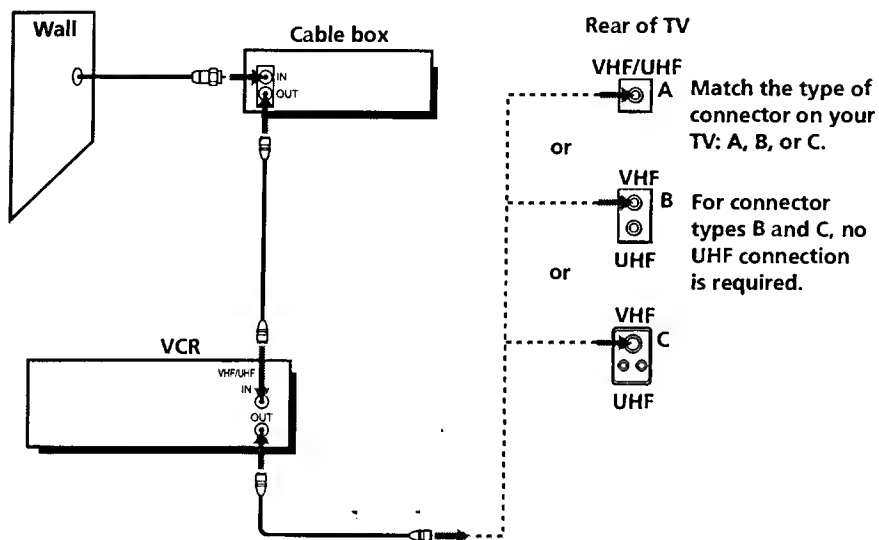 Wall
Cable box
IN
OUT
VCR
VHF/UHF
IN
OUT
Rear of TV
VHF/UHF
A
Match the type of
connector on your
TV: A, B, or C.
or
VHF
B
For connector
types B and C, no
UHF connection
is required.
UHF
or
VHF
C
UHF